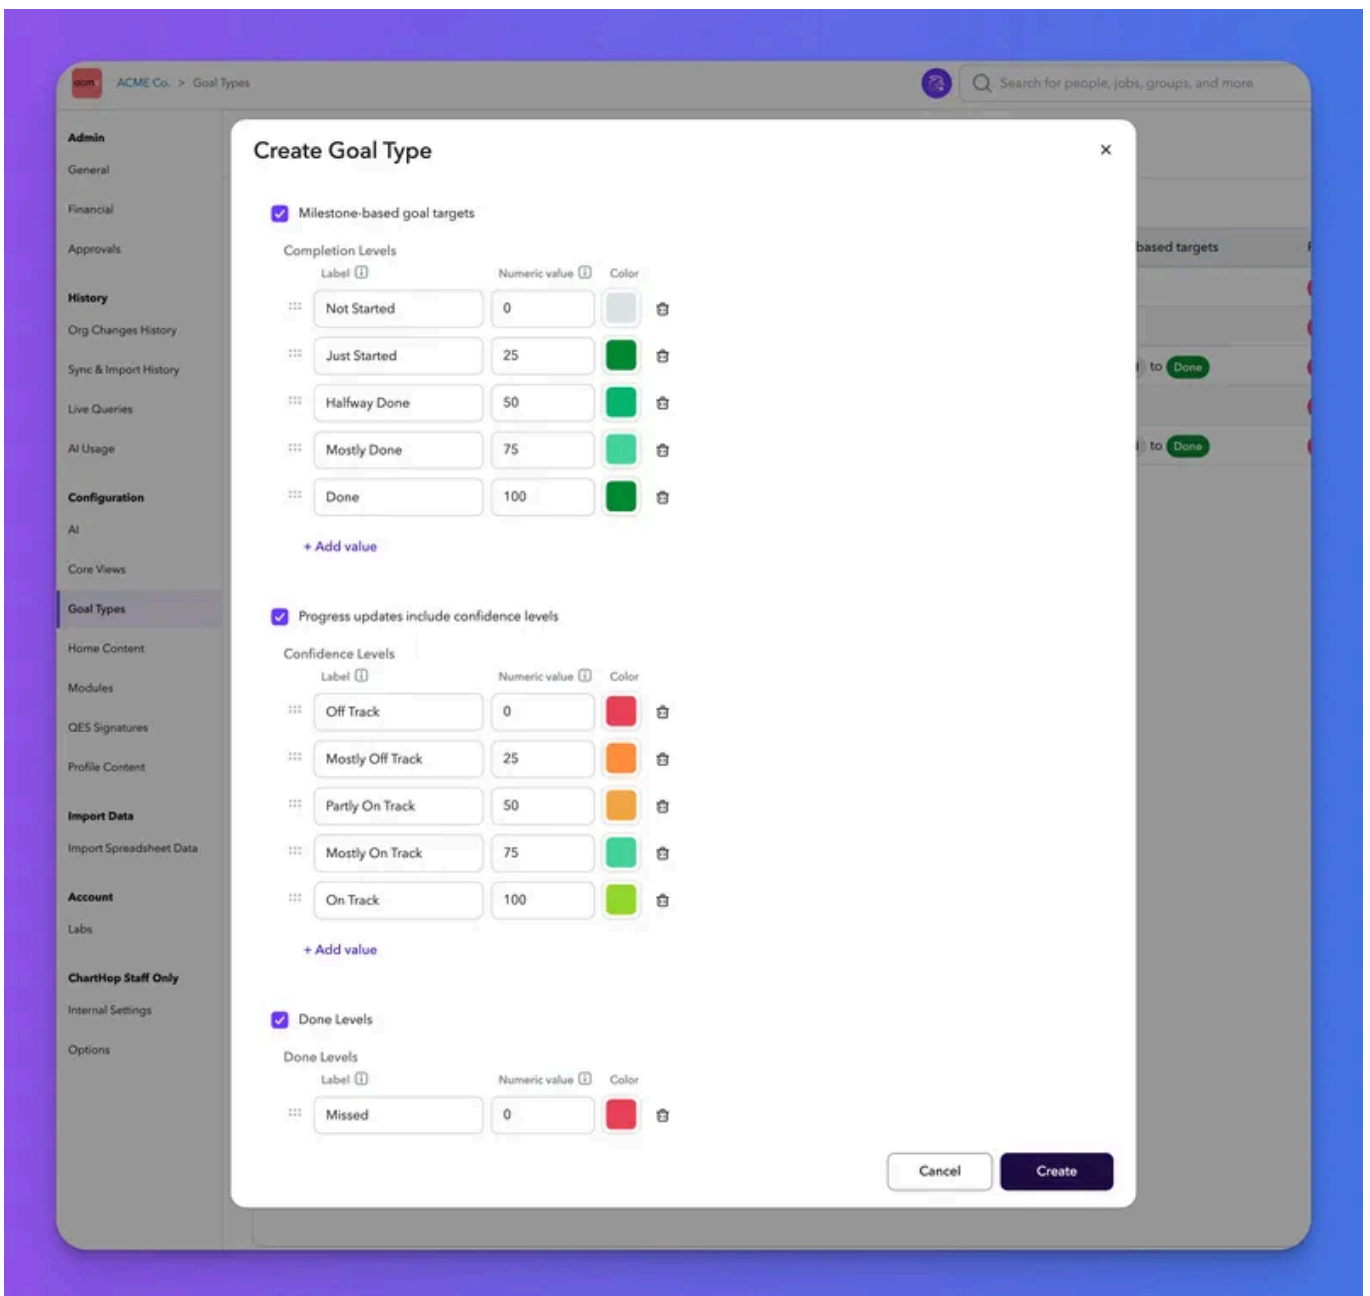 acme
ACME Co. > Goal Types
Search for people, jobs, groups, and more
Admin
General
Financial
Approvals
History
Org Changes History
Sync & Import History
Live Queries
AI Usage
Configuration
AI
Core Views
Goal Types
Home Content
Modules
QES Signatures
Profile Content
Import Data
Import Spreadsheet Data
Account
Labs
ChartHop Staff Only
Internal Settings
Options
Create Goal Type
Milestone-based goal targets
Completion Levels
Label Numeric value Color
Not Started 0
Just Started 25
Halfway Done 50
Mostly Done 75
Done 100
+ Add value
Progress updates include confidence levels
Confidence Levels
Label Numeric value Color
Off Track 0
Mostly Off Track 25
Partly On Track 50
Mostly On Track 75
On Track 100
+ Add value
Done Levels
Done Levels
Label Numeric value Color
Missed 0
Cancel Create
based targets
to Done
to Done